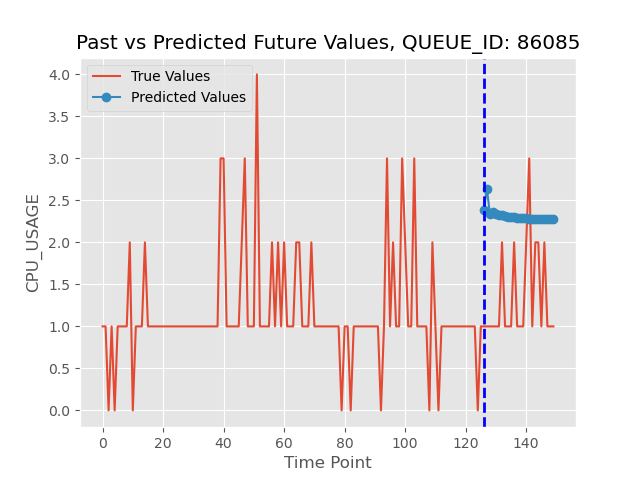 Past vs Predicted Future Values, QUEUE_ID: 86085
True Values
Predicted Values
CPU_USAGE
4.0
3.5
3.0
2.5
2.0
1.5
1.0
0.5
0.0
0 20 40 60 80 100 120 140
Time Point